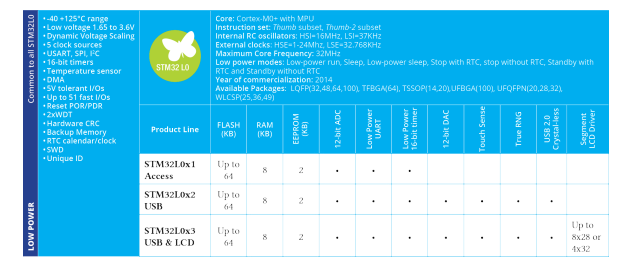 LOW POWER
Common to all STM32L0
• -40 +125°C range
• Low voltage 1.65 to 3.6V
• Dynamic Voltage Scaling
• 5 clock sources
• USART, SPI, I²C
• 16-bit timers
• Temperature sensor
• DMA
• 5V tolerant I/Os
• Up to 51 fast I/Os
• Reset POR/PDR
• 2xWDT
• Hardware CRC
• Backup Memory
• RTC calendar/clock
• SWD
• Unique ID
STM32 L0
Core: Cortex-M0+ with MPU
Instruction set: Thumb subset, Thumb-2 subset
Internal RC oscillators: HSI=16MHz, LSI=37KHz
External clocks: HSE=1-24Mhz, LSE=32.768KHz
Maximum Core Frequency: 32MHz
Low power modes: Low-power run, Sleep, Low-power sleep, Stop with RTC, stop without RTC, Standby with
RTC and Standby without RTC
Year of commercialization: 2014
Available Packages: LQFP(32,48,64,100), TFBGA(64), TSSOP(14,20),UFBGA(100), UFQFPN(20,28,32),
WLCSP(25,36,49)
Product Line
FLASH
(KB)
RAM
(KB)
EEPROM
(KB)
12-bit ADC
Low Power
UART
Low Power
16-bit timer
12-bit DAC
Touch Sense
True RNG
USB 2.0
Crystal-less
Segment
LCD Driver
STM32L0x1
Access
Up to
64
8
2
•
•
•
STM32L0x2
USB
Up to
64
8
2
•
•
•
•
•
•
•
STM32L0x3
USB & LCD
Up to
64
8
2
•
•
•
•
•
•
•
Up to
8x28 or
4x32